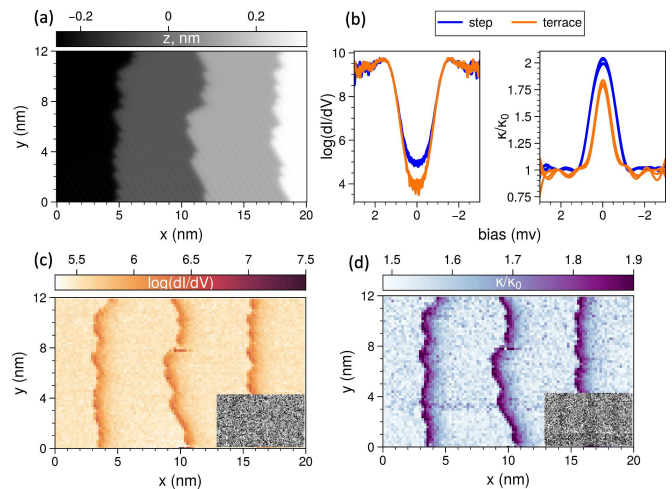 (a)
−0.2 0 0.2
z, nm
12
8
4
0
y (nm)
0 5 10 15 20
x (nm)
(b)
step terrace
10
8
6
4
log(dI/dV)
2 0 −2
2
1.75
1.5
1.25
1
0.75
κ/κ0
2 0 −2
bias (mv)
(c)
5.5 6 6.5 7 7.5
log(dI/dV)
12
8
4
0
y (nm)
0 5 10 15 20
x (nm)
(d)
1.5 1.6 1.7 1.8 1.9
κ/κ0
12
8
4
0
y (nm)
0 5 10 15 20
x (nm)